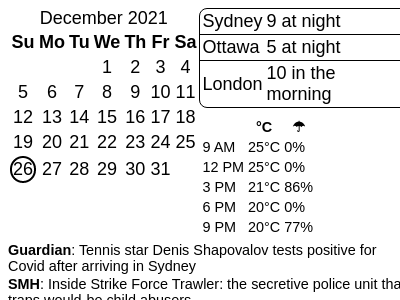 December 2021
Su Mo Tu We Th Fr Sa
1 2 3 4
5 6 7 8 9 10 11
12 13 14 15 16 17 18
19 20 21 22 23 24 25
26 27 28 29 30 31
Sydney 9 at night
Ottawa 5 at night
London 10 in the
morning
°C ☂
9 AM 25°C 0%
12 PM 25°C 0%
3 PM 21°C 86%
6 PM 20°C 0%
9 PM 20°C 77%
Guardian: Tennis star Denis Shapovalov tests positive for
Covid after arriving in Sydney
SMH: Inside Strike Force Trawler: the secretive police unit tha
traps would-be child abusers